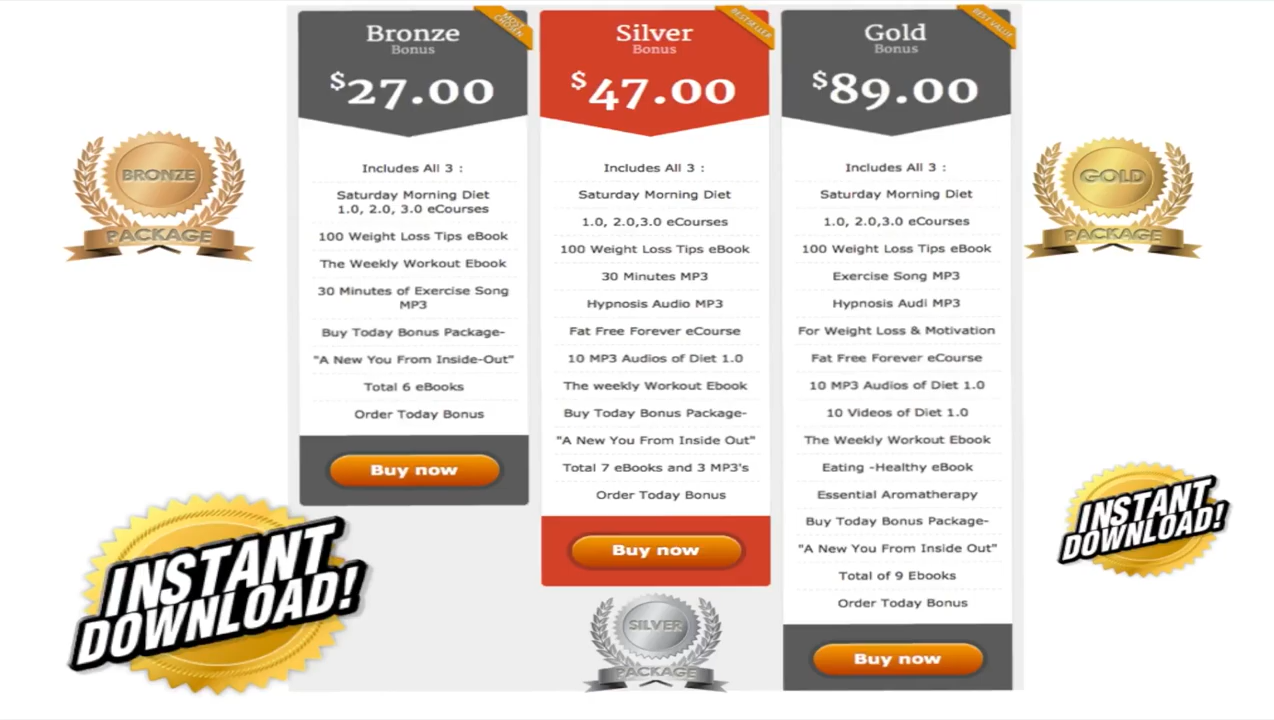 Bronze
Bonus
$27.00
MOST
CHOSEN
Includes All 3 :
Saturday Morning Diet
1.0, 2.0, 3.0 eCourses
100 Weight Loss Tips eBook
The Weekly Workout Ebook
30 Minutes of Exercise Song
MP3
Buy Today Bonus Package-
"A New You From Inside-Out"
Total 6 eBooks
Order Today Bonus
Buy now
Silver
Bonus
$47.00
BESTSELLER
Includes All 3 :
Saturday Morning Diet
1.0, 2.0,3.0 eCourses
100 Weight Loss Tips eBook
30 Minutes MP3
Hypnosis Audio MP3
Fat Free Forever eCourse
10 MP3 Audios of Diet 1.0
The weekly Workout Ebook
Buy Today Bonus Package-
"A New You From Inside Out"
Total 7 eBooks and 3 MP3's
Order Today Bonus
Buy now
Gold
Bonus
$89.00
BEST VALUE
Includes All 3 :
Saturday Morning Diet
1.0, 2.0,3.0 eCourses
100 Weight Loss Tips eBook
Exercise Song MP3
Hypnosis Audl MP3
For Weight Loss & Motivation
Fat Free Forever eCourse
10 MP3 Audios of Diet 1.0
10 Videos of Diet 1.0
The Weekly Workout Ebook
Eating -Healthy eBook
Essential Aromatherapy
Buy Today Bonus Package-
"A New You From Inside Out"
Total of 9 Ebooks
Order Today Bonus
Buy now
BRONZE
PACKAGE
GOLD
PACKAGE
SILVER
PACKAGE
INSTANT
DOWNLOAD!
INSTANT
DOWNLOAD!